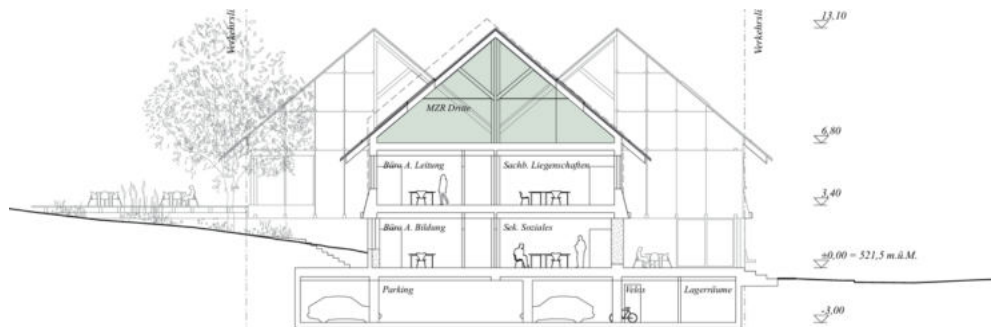 Verkehrsli
Verkehrsli
13,10
MZR Dritte
6,80
Büro A. Leitung
Sachb. Liegenschaften
3,40
Büro A. Bildung
Sek. Soziales
±0,00 = 521,5 m.ü.M.
Parking
Velos
Lagerräume
-3,00